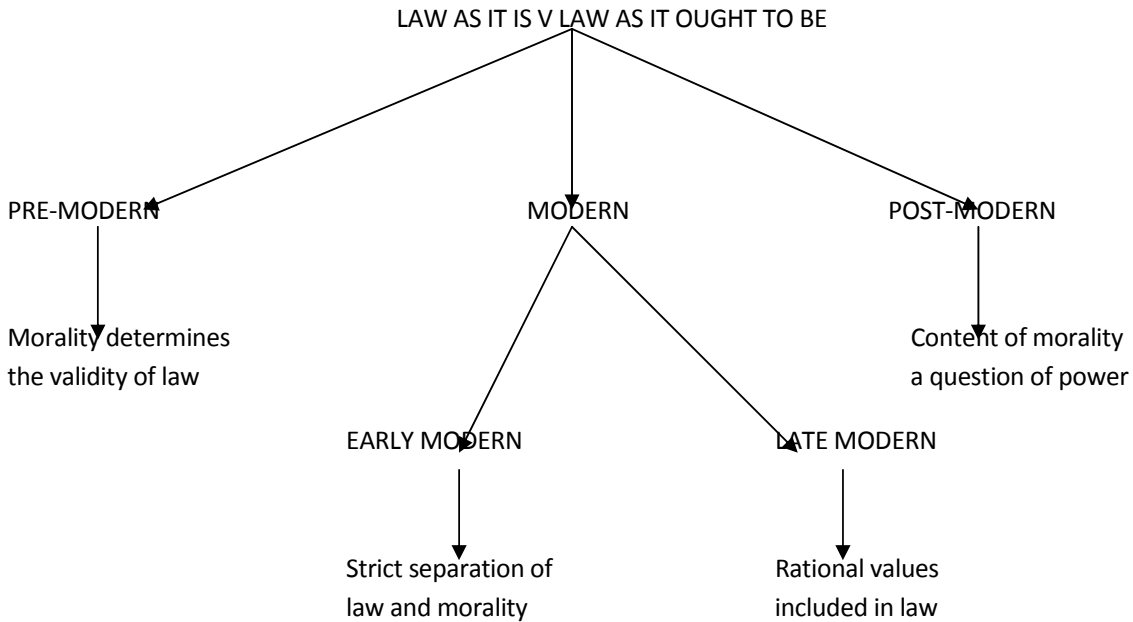 LAW AS IT IS V LAW AS IT OUGHT TO BE
PRE-MODERN
MODERN
POST-MODERN
Morality determines
the validity of law
Content of morality
a question of power
EARLY MODERN
LATE MODERN
Strict separation of
law and morality
Rational values
included in law